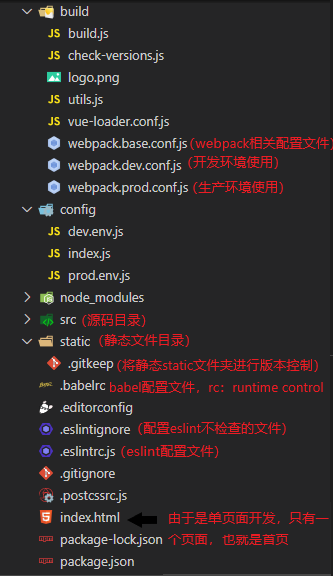 build
build.js
check-versions.js
logo.png
utils.js
vue-loader.conf.js
webpack.base.conf.js(webpack相关配置文件)
webpack.dev.conf.js (开发环境使用)
webpack.prod.conf.js(生产环境使用)
config
dev.env.js
index.js
prod.env.js
node_modules
src (源码目录)
static (静态文件目录)
.gitkeep (将静态static文件夹进行版本控制)
.babelrc babel配置文件，rc：runtime control
.editorconfig
.eslintignore (配置eslint不检查的文件)
.eslintrc.js (eslint配置文件)
.gitignore
.postcssrc.js
index.html 由于是单页面开发，只有一
package-lock.json 个页面，也就是首页
package.json